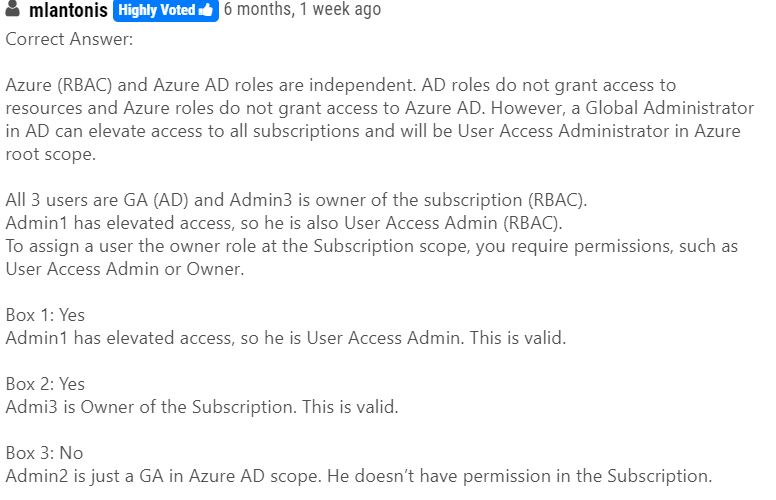 mlantonis Highly Voted 6 months, 1 week ago
Correct Answer:
Azure (RBAC) and Azure AD roles are independent. AD roles do not grant access to
resources and Azure roles do not grant access to Azure AD. However, a Global Administrator
in AD can elevate access to all subscriptions and will be User Access Administrator in Azure
root scope.
All 3 users are GA (AD) and Admin3 is owner of the subscription (RBAC).
Admin1 has elevated access, so he is also User Access Admin (RBAC).
To assign a user the owner role at the Subscription scope, you require permissions, such as
User Access Admin or Owner.
Box 1: Yes
Admin1 has elevated access, so he is User Access Admin. This is valid.
Box 2: Yes
Admi3 is Owner of the Subscription. This is valid.
Box 3: No
Admin2 is just a GA in Azure AD scope. He doesn’t have permission in the Subscription.